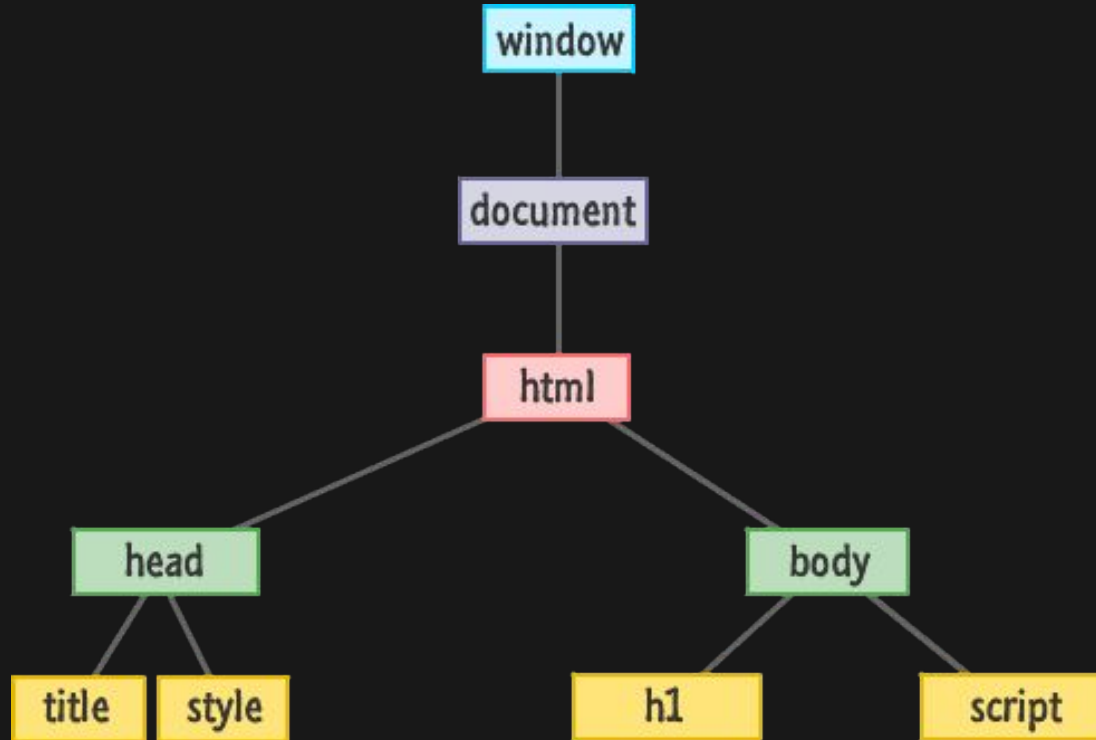 window
document
html
head
body
title
style
h1
script